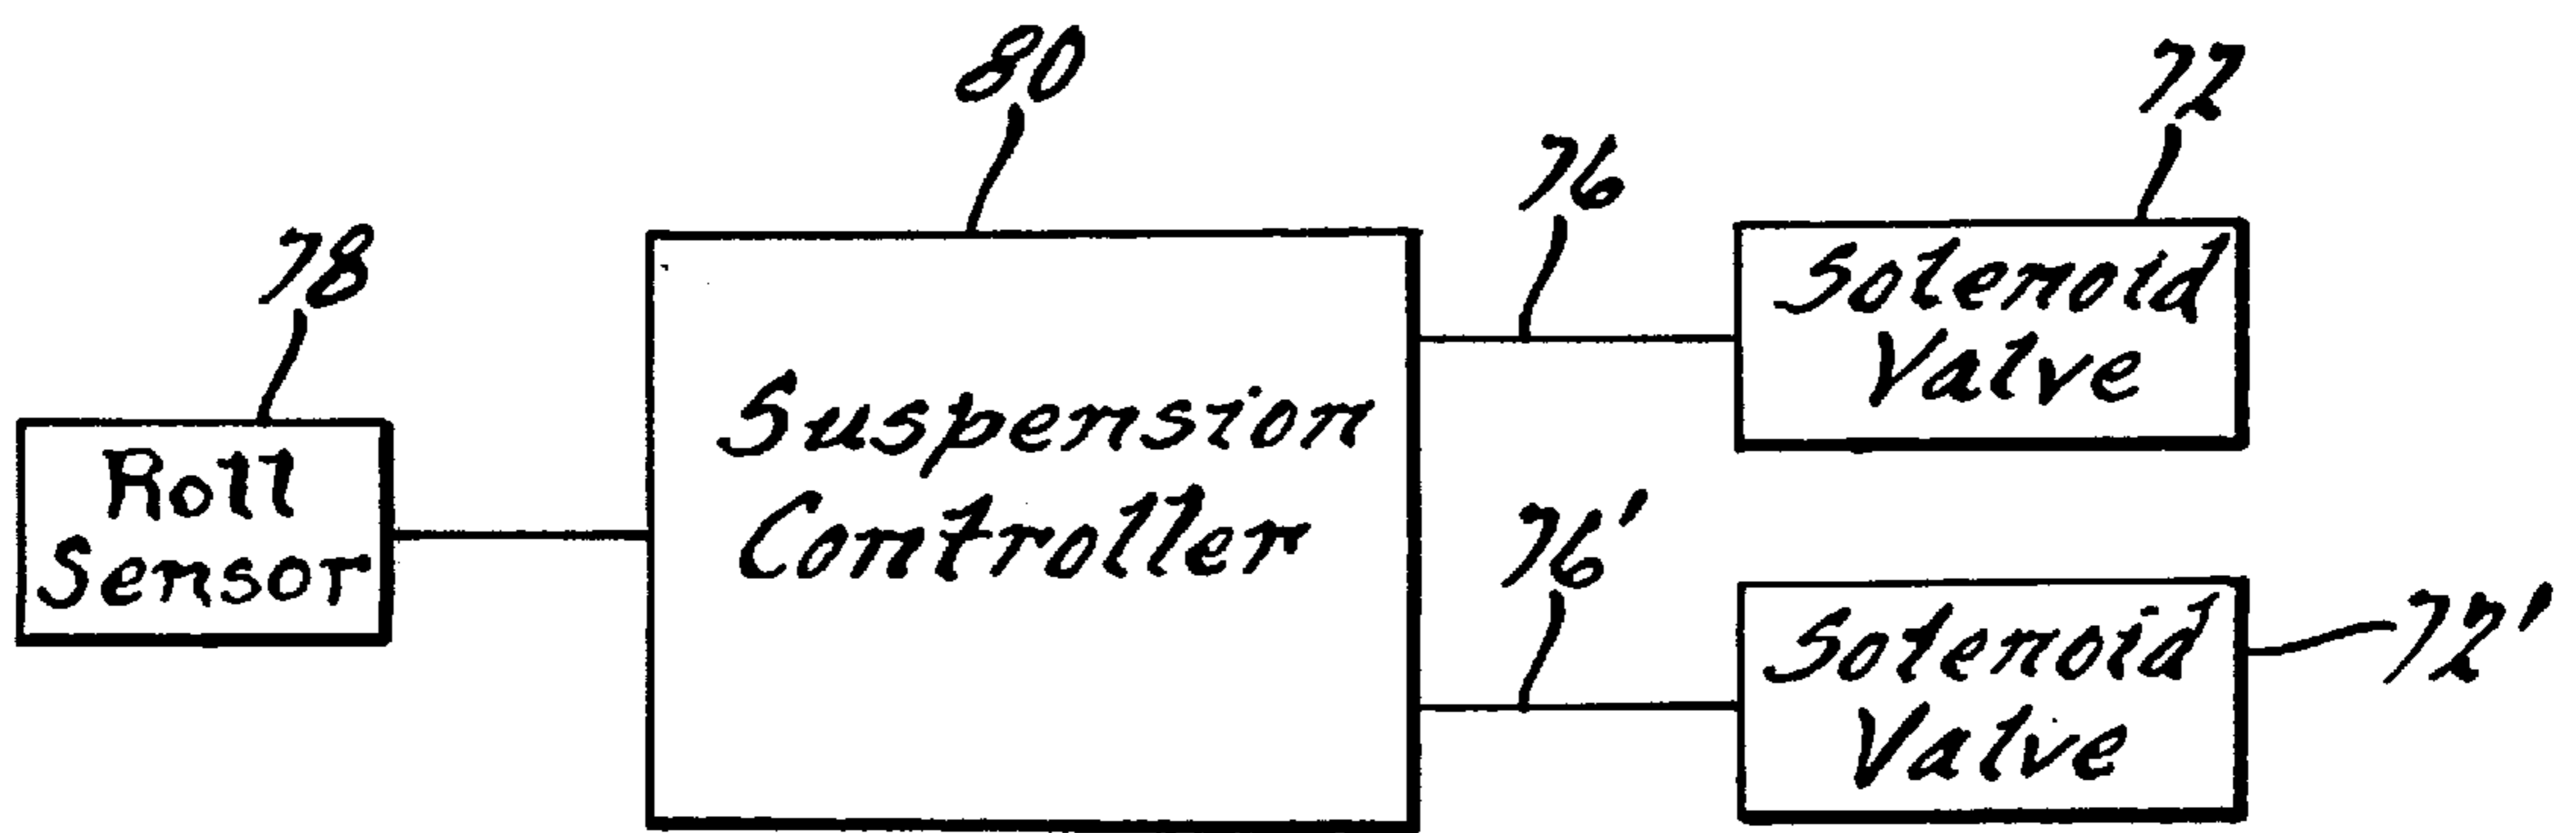 80
72
76
78
Solenoid
Valve
Suspension
Controller
Roll
Sensor
76'
Solenoid
Valve
72'